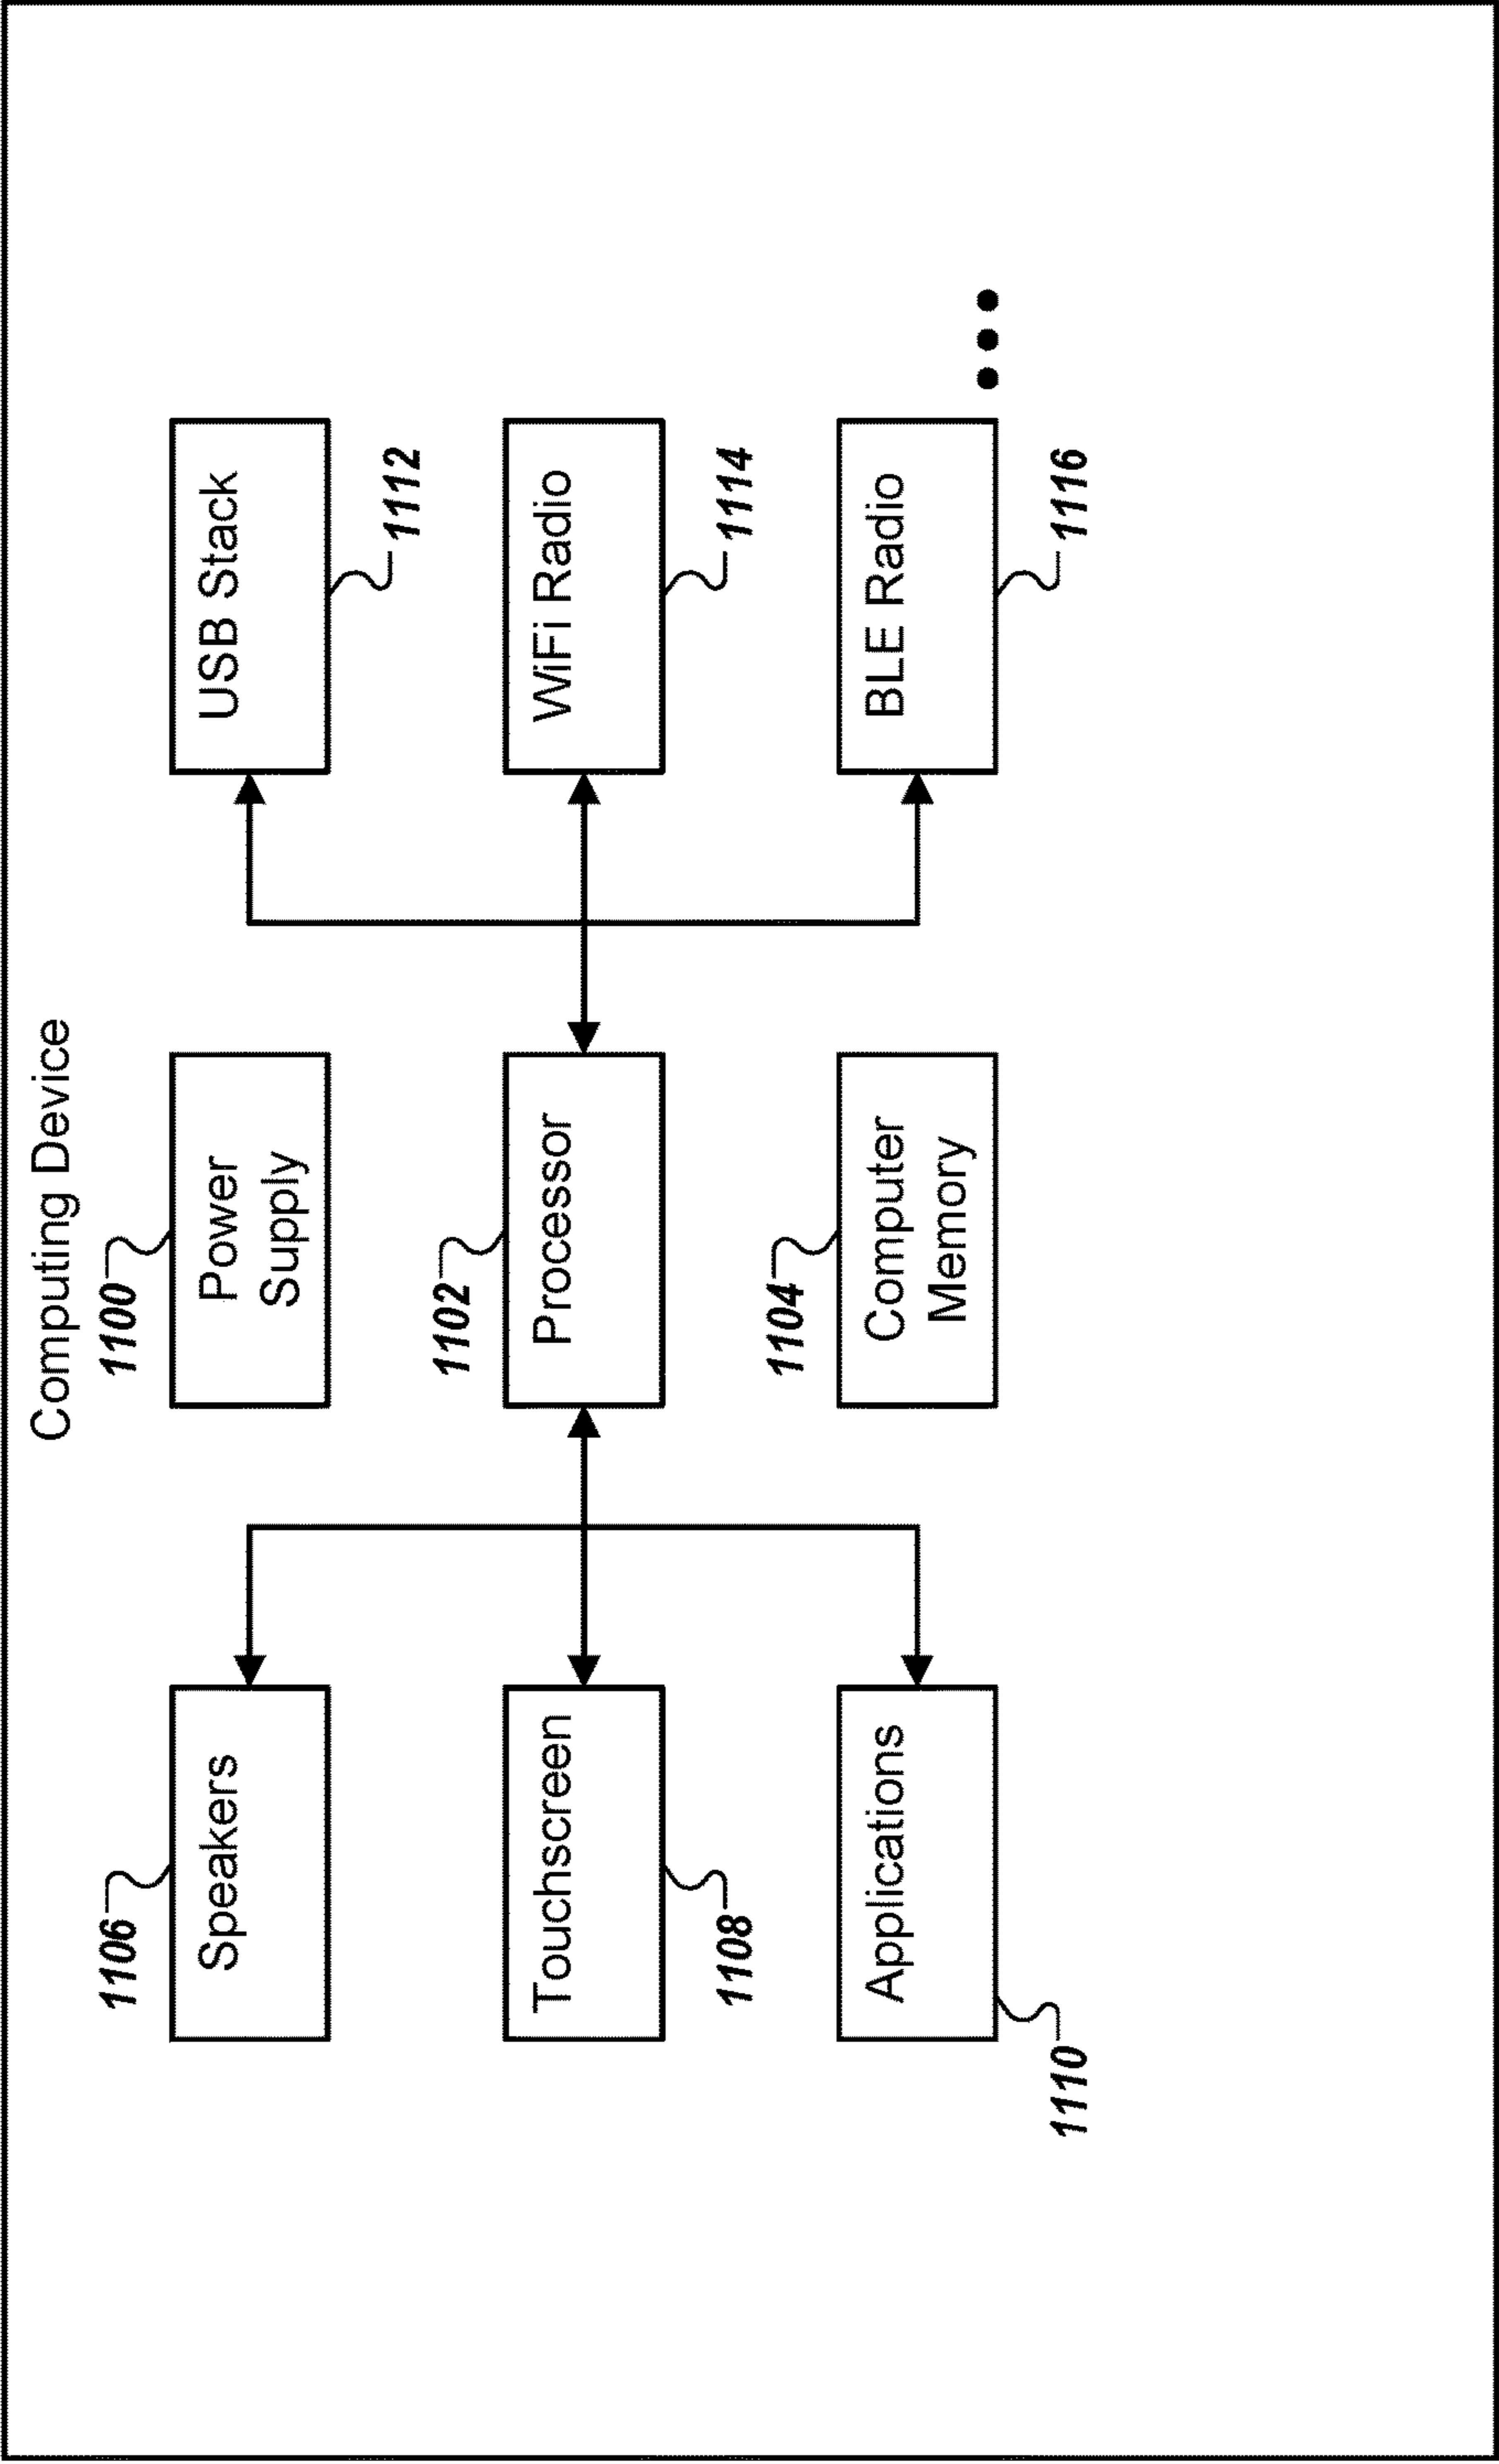 Computing Device
1106
Speakers
1100
Power
Supply
USB Stack
1112
Touchscreen
1108
1102
Processor
WiFi Radio
1114
Applications
1110
1104
Computer
Memory
BLE Radio
1116